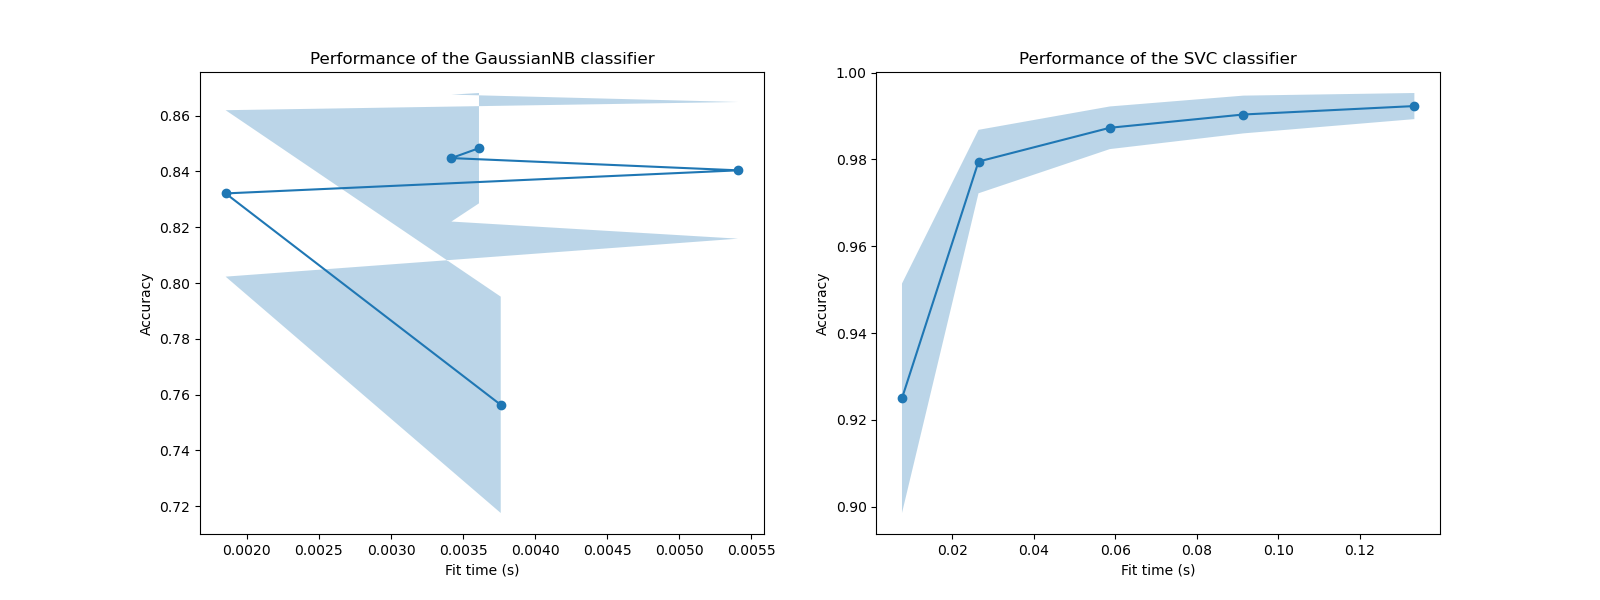 Performance of the GaussianNB classifier
Accuracy
0.86
0.84
0.82
0.80
0.78
0.76
0.74
0.72
0.0020 0.0025 0.0030 0.0035 0.0040 0.0045 0.0050 0.0055
Fit time (s)
Performance of the SVC classifier
Accuracy
1.00
0.98
0.96
0.94
0.92
0.90
0.02 0.04 0.06 0.08 0.10 0.12
Fit time (s)